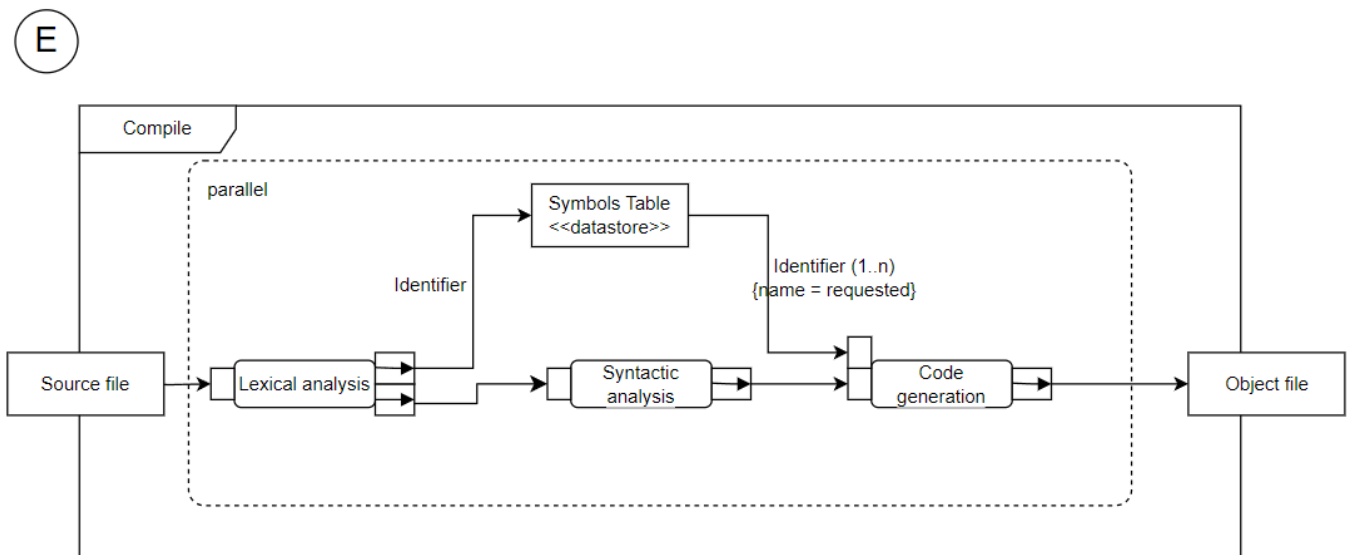 E
Compile
parallel
Symbols Table
<<datastore>>
Identifier
Identifier (1..n)
{name = requested}
Source file
Lexical analysis
Syntactic
analysis
Code
generation
Object file